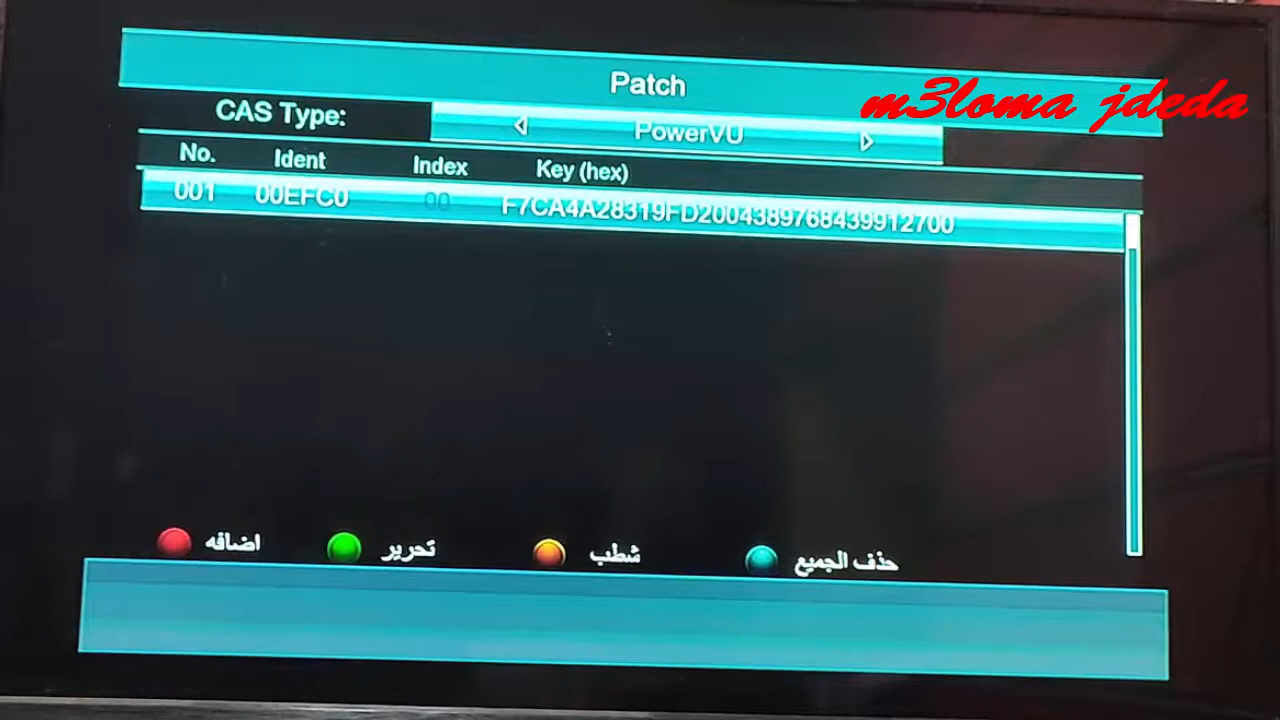 Patch
m3loma jdeda
CAS Type: PowerVU
No. Ident Index Key (hex)
001 00EFC0 00 F7CA4A28319FD2004389768439912700
اضافه تحرير شطب حذف الجميع